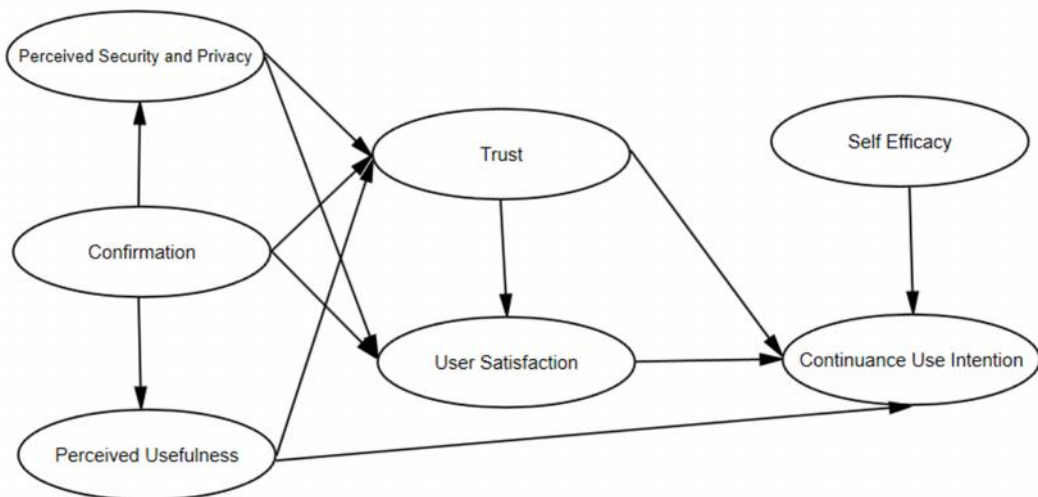 Perceived Security and Privacy
Trust
Self Efficacy
Confirmation
User Satisfaction
Continuance Use Intention
Perceived Usefulness